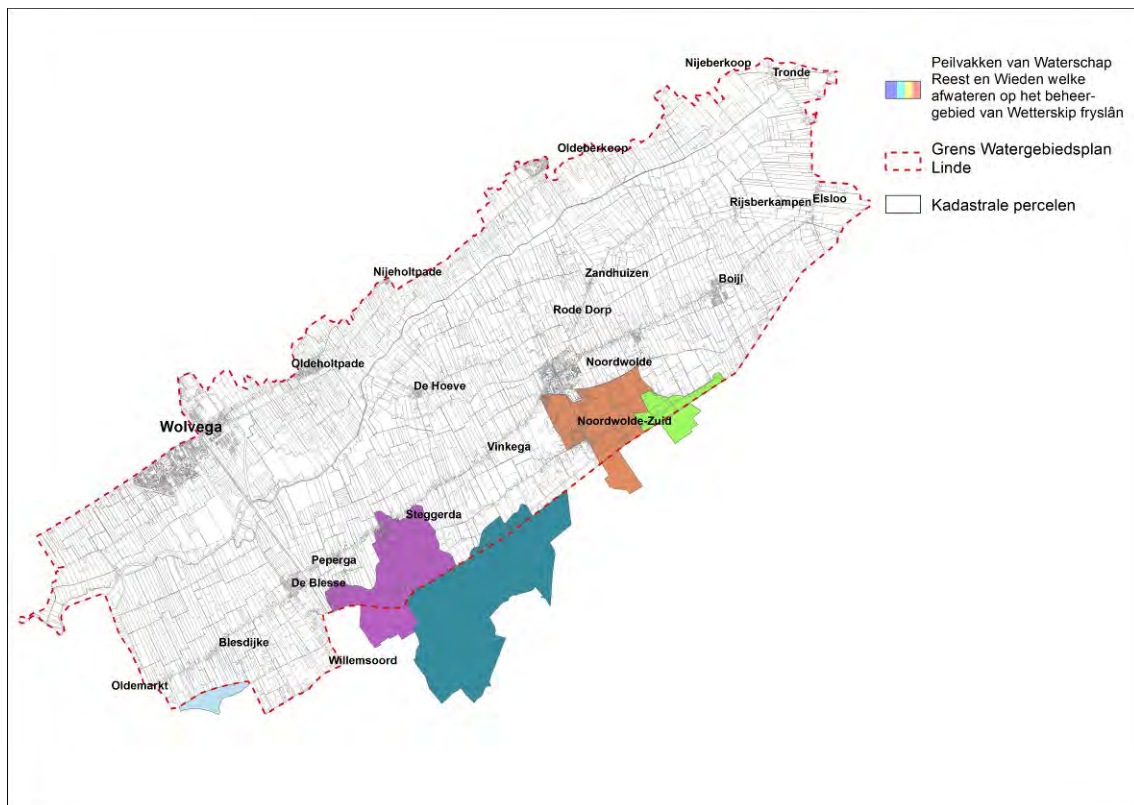 Nijeberkoop
Tronde
Oldeberkoop
Rijsberkampen
Elsloo
Nijeholtpade
Zandhuizen
Boijl
Rode Dorp
Oldeholtpade
Noordwolde
De Hoeve
Wolvega
Noordwolde-Zuid
Vinkega
Steggerda
Peperga
De Blesse
Blesdijke
Willemsoord
Oldemarkt
Peilvakken van Waterschap
Reest en Wieden welke
afwateren op het beheer-
gebied van Wetterskip fryslân
Grens Watergebiedsplan
Linde
Kadastrale percelen